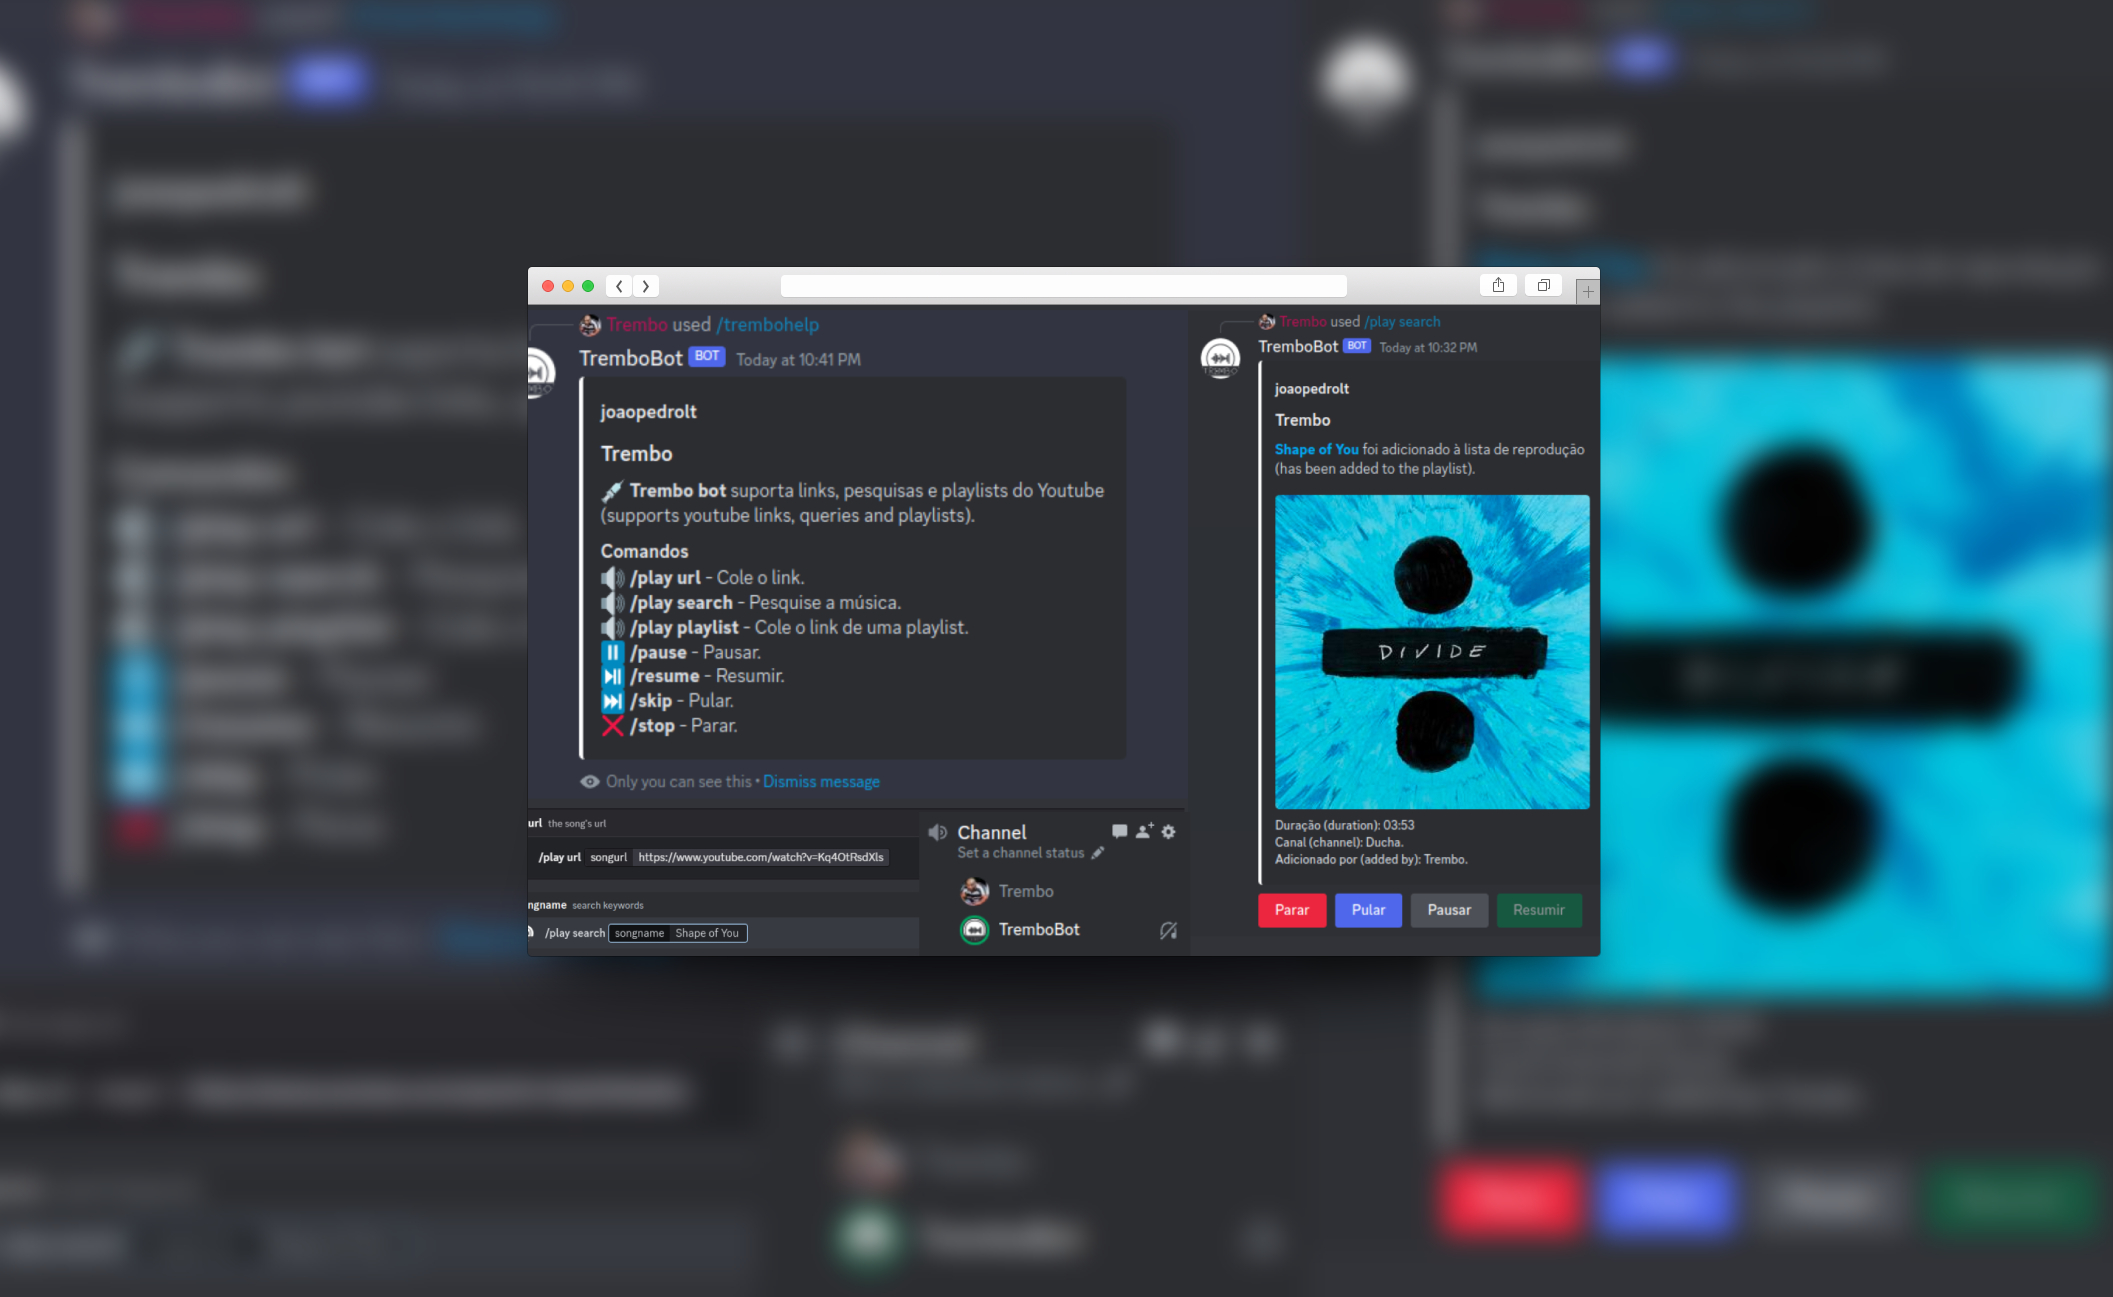 Trembo used /trembohelp
TremboBot BOT Today at 10:41 PM
joaopedrolt
Trembo
Trembo bot suporta links, pesquisas e playlists do Youtube
(supports youtube links, queries and playlists).
Comandos
/play url - Cole o link.
/play search - Pesquise a música.
/play playlist - Cole o link de uma playlist.
/pause - Pausar.
/resume - Resumir.
/skip - Pular.
/stop - Parar.
Only you can see this • Dismiss message
url the song's url
/play url songurl https://www.youtube.com/watch?v=Kq4OtRsdXls
ngname search keywords
/play search songname Shape of You
Channel
Set a channel status
Trembo
TremboBot
Trembo used /play search
TremboBot BOT Today at 10:32 PM
TREMBO
joaopedrolt
Trembo
Shape of You foi adicionado à lista de reprodução
(has been added to the playlist).
DIVIDE
Duração (duration): 03:53
Canal (channel): Ducha.
Adicionado por (added by): Trembo.
Parar Pular Pausar Resumir